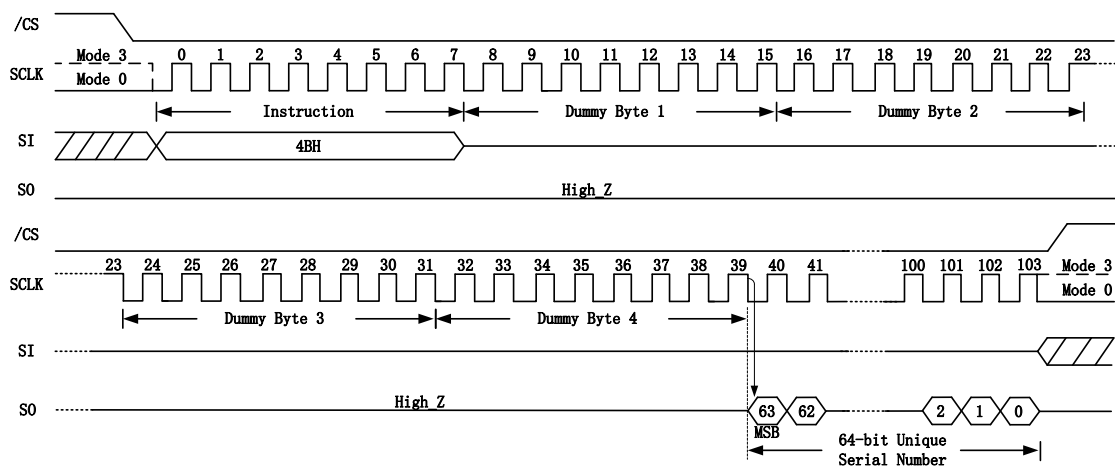 /CS
Mode 3 0 1 2 3 4 5 6 7 8 9 10 11 12 13 14 15 16 17 18 19 20 21 22 23
SCLK
Mode 0
Instruction Dummy Byte 1 Dummy Byte 2
SI
4BH
SO
High_Z
/CS
23 24 25 26 27 28 29 30 31 32 33 34 35 36 37 38 39 40 41 100 101 102 103 Mode 3
SCLK
Mode 0
Dummy Byte 3 Dummy Byte 4
SI
High_Z
SO
63 62 2 1 0
MSB
64-bit Unique
Serial Number